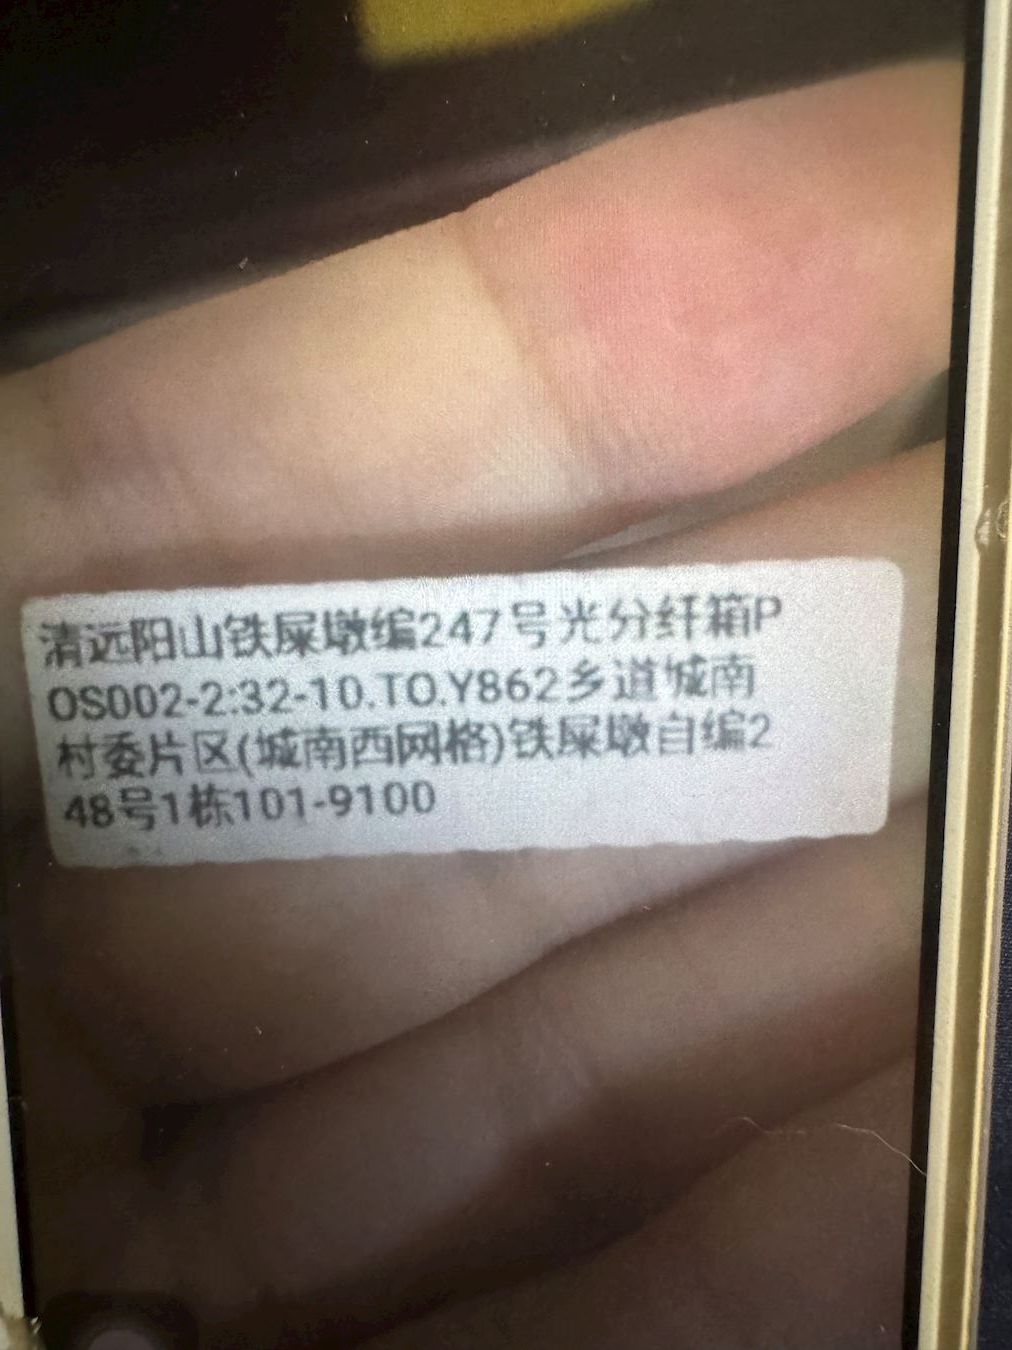 清远阳山铁屎墩编247号光分纤箱P
OS002-2:32-10.TO.Y862乡道城南
村委片区(城南西网格)铁屎墩自编2
48号1栋101-9100